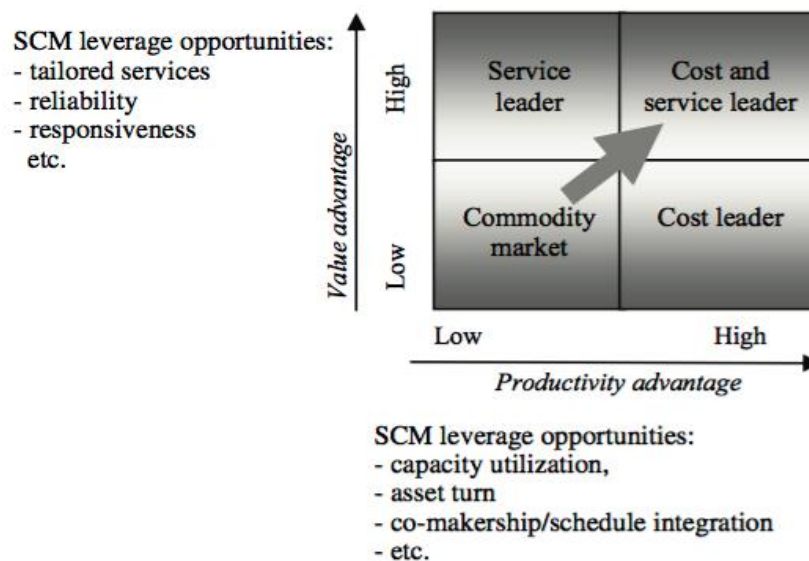 SCM leverage opportunities:
- tailored services
- reliability
- responsiveness
etc.
Value advantage
High
Low
Service
leader
Cost and
service leader
Commodity
market
Cost leader
Low
High
Productivity advantage
SCM leverage opportunities:
- capacity utilization,
- asset turn
- co-makership/schedule integration
- etc.